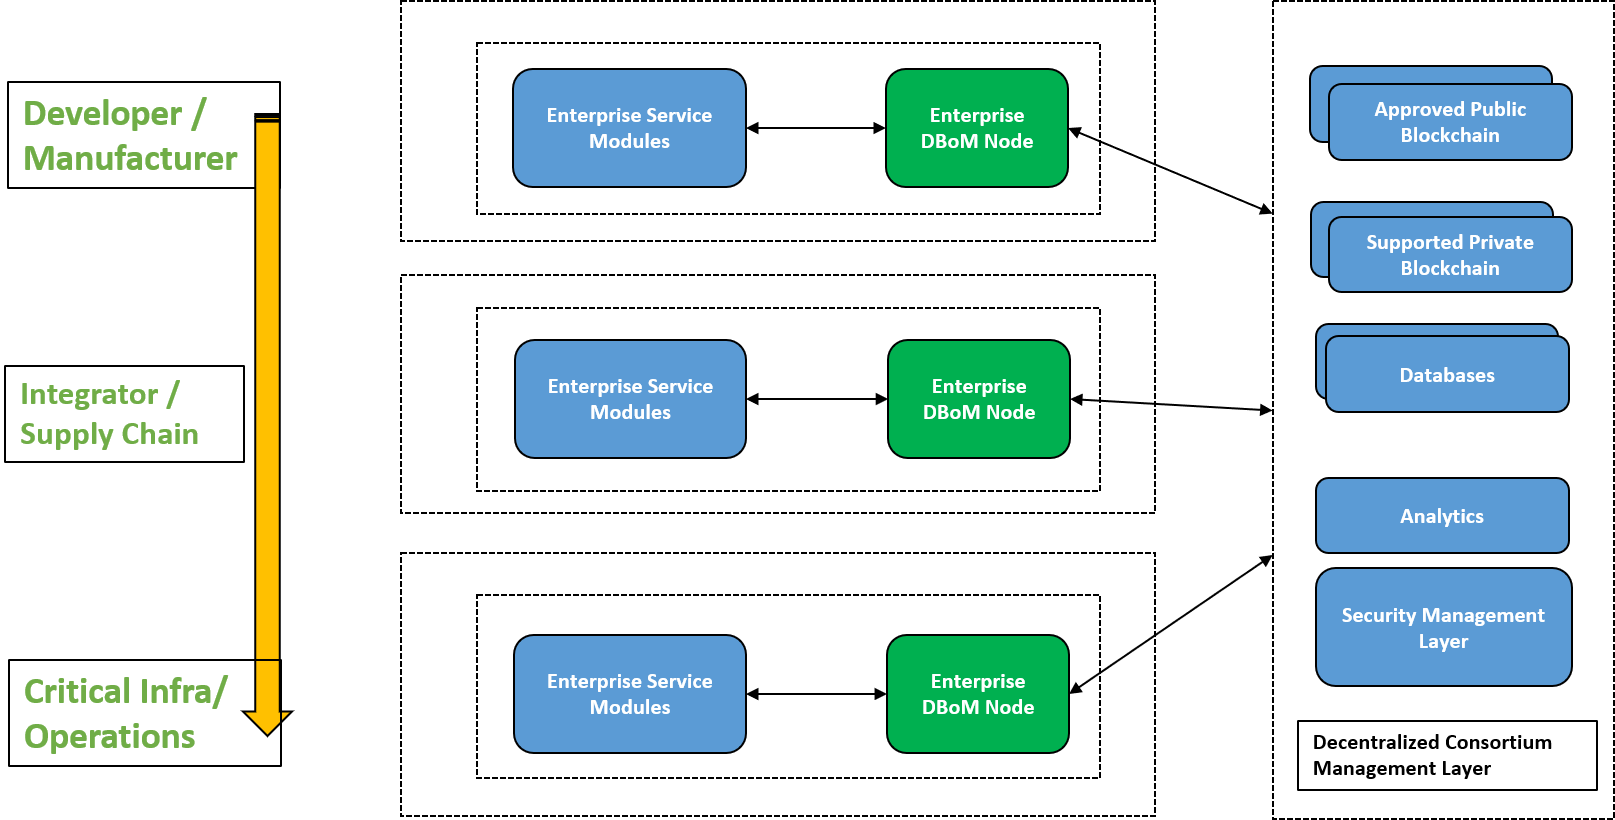 Developer /
Manufacturer
Enterprise Service
Modules
Enterprise
DBoM Node
Integrator /
Supply Chain
Enterprise Service
Modules
Enterprise
DBoM Node
Critical Infra/
Operations
Enterprise Service
Modules
Enterprise
DBoM Node
Approved Public
Blockchain
Supported Private
Blockchain
Databases
Analytics
Security Management
Layer
Decentralized Consortium
Management Layer